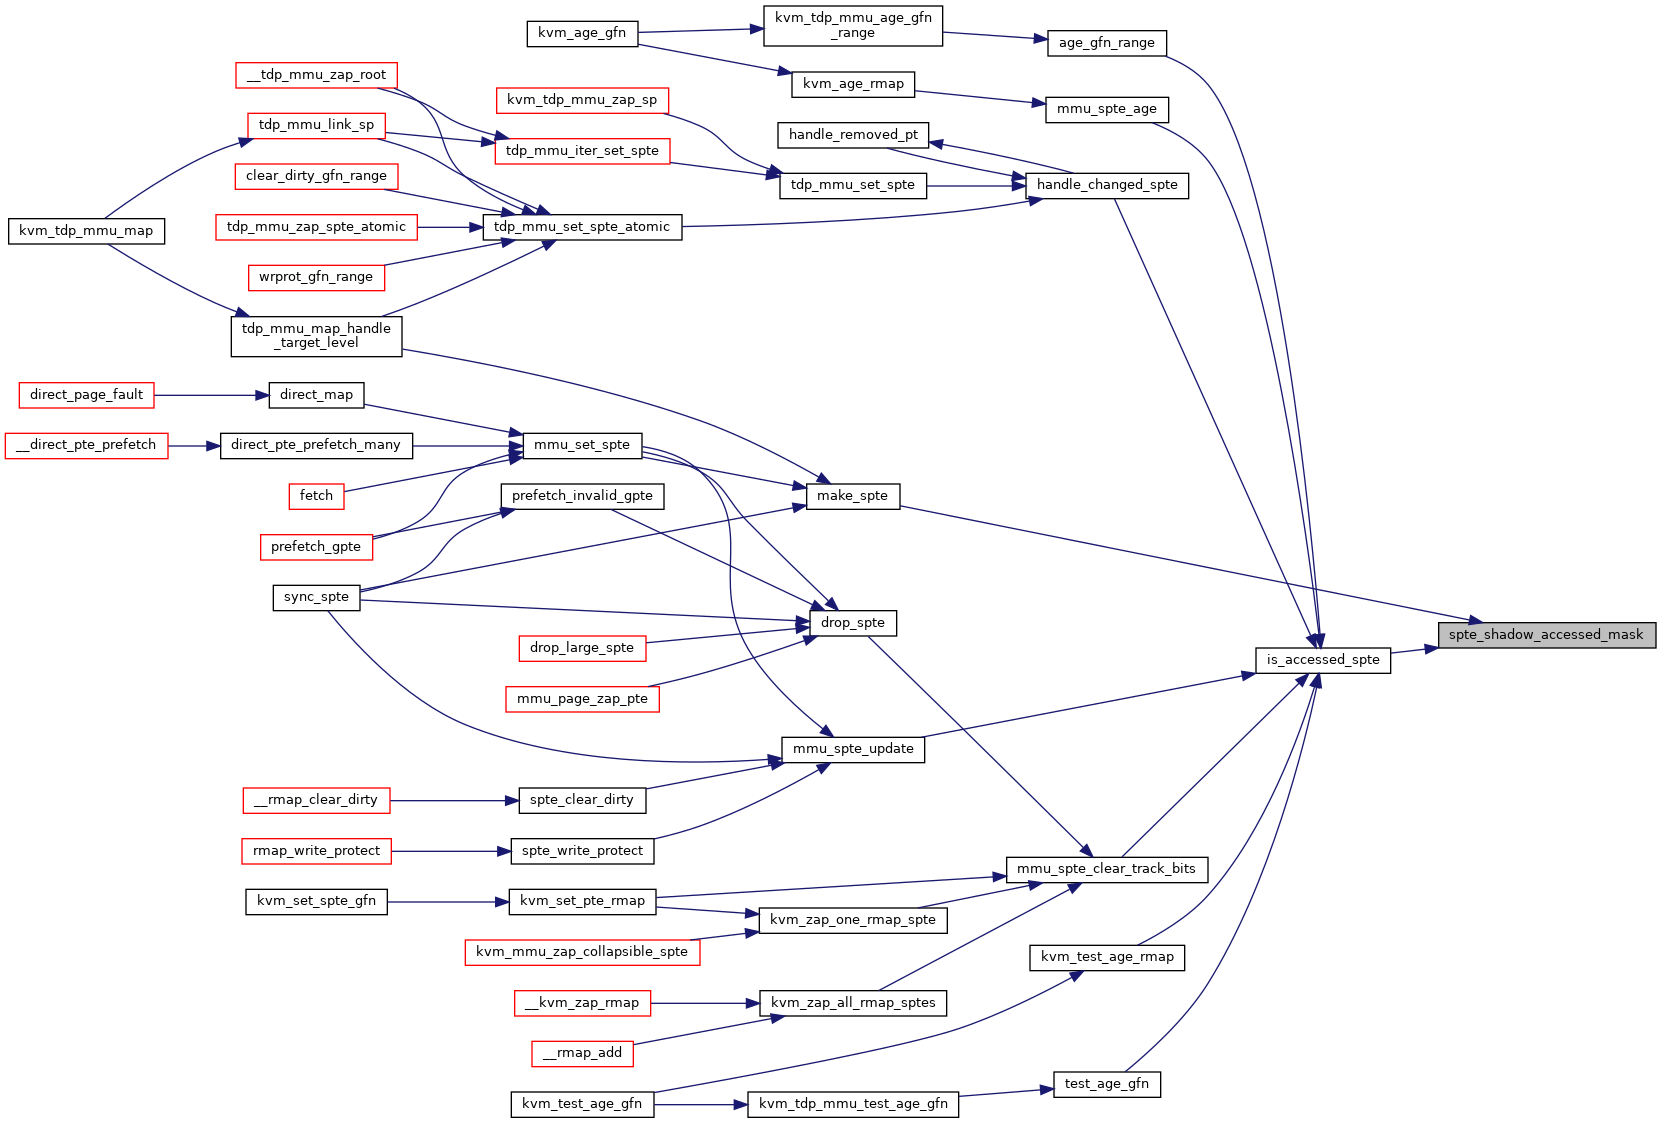 kvm_tdp_mmu_age_gfn
_range
kvm_age_gfn
age_gfn_range
__tdp_mmu_zap_root
kvm_age_rmap
kvm_tdp_mmu_zap_sp
mmu_spte_age
tdp_mmu_link_sp
handle_removed_pt
tdp_mmu_iter_set_spte
clear_dirty_gfn_range
tdp_mmu_set_spte
handle_changed_spte
kvm_tdp_mmu_map
tdp_mmu_zap_spte_atomic
tdp_mmu_set_spte_atomic
wrprot_gfn_range
tdp_mmu_map_handle
_target_level
direct_page_fault
direct_map
__direct_pte_prefetch
direct_pte_prefetch_many
mmu_set_spte
fetch
prefetch_invalid_gpte
make_spte
prefetch_gpte
sync_spte
drop_spte
spte_shadow_accessed_mask
drop_large_spte
is_accessed_spte
mmu_page_zap_pte
mmu_spte_update
__rmap_clear_dirty
spte_clear_dirty
rmap_write_protect
spte_write_protect
mmu_spte_clear_track_bits
kvm_set_spte_gfn
kvm_set_pte_rmap
kvm_zap_one_rmap_spte
kvm_mmu_zap_collapsible_spte
kvm_test_age_rmap
__kvm_zap_rmap
kvm_zap_all_rmap_sptes
__rmap_add
test_age_gfn
kvm_test_age_gfn
kvm_tdp_mmu_test_age_gfn